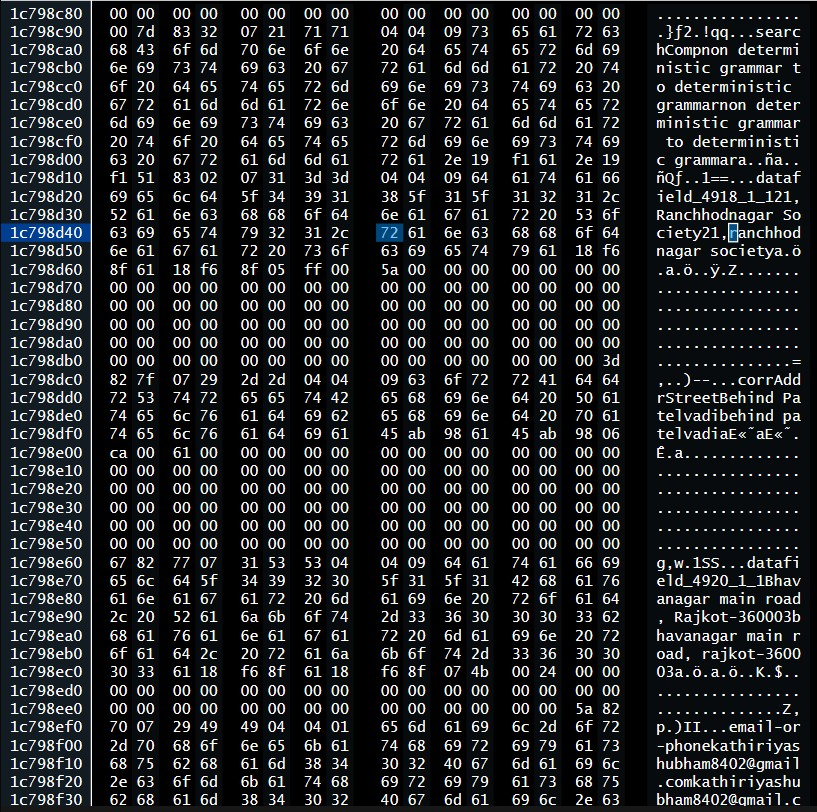 1c798c80 00 00 00 00 00 00 00 00 00 00 00 00 00 00 00 00 ................
1c798c90 00 7d 83 32 07 21 71 71 04 04 09 73 65 61 72 63 .}ƒ2.!qq...searc
1c798ca0 68 43 6f 6d 70 6e 6f 6e 20 64 65 74 65 72 6d 69 hCompnon determi
1c798cb0 6e 69 73 74 69 63 20 67 72 61 6d 6d 61 72 20 74 nistic grammar t
1c798cc0 6f 20 64 65 74 65 72 6d 69 6e 69 73 74 69 63 20 o deterministic
1c798cd0 67 72 61 6d 6d 61 72 6e 6f 6e 20 64 65 74 65 72 grammarnon deter
1c798ce0 6d 69 6e 69 73 74 69 63 20 67 72 61 6d 6d 61 72 ministic grammar
1c798cf0 20 74 6f 20 64 65 74 65 72 6d 69 6e 69 73 74 69  to deterministi
1c798d00 63 20 67 72 61 6d 6d 61 72 61 2e 19 f1 61 2e 19 c grammara..ña..
1c798d10 f1 51 83 02 07 31 3d 3d 04 04 09 64 61 74 61 66 ñQƒ..1==...dataf
1c798d20 69 65 6c 64 5f 34 39 31 38 5f 31 5f 31 32 31 2c ield_4918_1_121,
1c798d30 52 61 6e 63 68 68 6f 64 6e 61 67 61 72 20 53 6f Ranchhodnagar So
1c798d40 63 69 65 74 79 32 31 2c 72 61 6e 63 68 68 6f 64 ciety21,ranchhod
1c798d50 6e 61 67 61 72 20 73 6f 63 69 65 74 79 61 18 f6 nagar societya.ö
1c798d60 8f 61 18 f6 8f 05 ff 00 5a 00 00 00 00 00 00 00 .a.ö..ÿ.Z.......
1c798d70 00 00 00 00 00 00 00 00 00 00 00 00 00 00 00 00 ................
1c798d80 00 00 00 00 00 00 00 00 00 00 00 00 00 00 00 00 ................
1c798d90 00 00 00 00 00 00 00 00 00 00 00 00 00 00 00 00 ................
1c798da0 00 00 00 00 00 00 00 00 00 00 00 00 00 00 00 00 ................
1c798db0 00 00 00 00 00 00 00 00 00 00 00 00 00 00 00 3d ...............=
1c798dc0 82 7f 07 29 2d 2d 04 04 09 63 6f 72 72 41 64 64 ‚..)--...corrAdd
1c798dd0 72 53 74 72 65 65 74 42 65 68 69 6e 64 20 50 61 rStreetBehind Pa
1c798de0 74 65 6c 76 61 64 69 62 65 68 69 6e 64 20 70 61 telvadibehind pa
1c798df0 74 65 6c 76 61 64 69 61 45 ab 98 61 45 ab 98 06 telvadiaE«˜aE«˜.
1c798e00 ca 00 61 00 00 00 00 00 00 00 00 00 00 00 00 00 Ê.a.............
1c798e10 00 00 00 00 00 00 00 00 00 00 00 00 00 00 00 00 ................
1c798e20 00 00 00 00 00 00 00 00 00 00 00 00 00 00 00 00 ................
1c798e30 00 00 00 00 00 00 00 00 00 00 00 00 00 00 00 00 ................
1c798e40 00 00 00 00 00 00 00 00 00 00 00 00 00 00 00 00 ................
1c798e50 00 00 00 00 00 00 00 00 00 00 00 00 00 00 00 00 ................
1c798e60 67 82 77 07 31 53 53 04 04 09 64 61 74 61 66 69 g‚w.1SS...datafi
1c798e70 65 6c 64 5f 34 39 32 30 5f 31 5f 31 42 68 61 76 eld_4920_1_1Bhav
1c798e80 61 6e 61 67 61 72 20 6d 61 69 6e 20 72 6f 61 64 anagar main road
1c798e90 2c 20 52 61 6a 6b 6f 74 2d 33 36 30 30 30 33 62 , Rajkot-360003b
1c798ea0 68 61 76 61 6e 61 67 61 72 20 6d 61 69 6e 20 72 havanagar main r
1c798eb0 6f 61 64 2c 20 72 61 6a 6b 6f 74 2d 33 36 30 30 oad, rajkot-3600
1c798ec0 30 33 61 18 f6 8f 61 18 f6 8f 07 4b 00 24 00 00 03a.ö.a.ö..K.$..
1c798ed0 00 00 00 00 00 00 00 00 00 00 00 00 00 00 00 00 ................
1c798ee0 00 00 00 00 00 00 00 00 00 00 00 00 00 00 5a 82 ..............Z‚
1c798ef0 70 07 29 49 49 04 04 01 65 6d 61 69 6c 2d 6f 72 p.)II...email-or
1c798f00 2d 70 68 6f 6e 65 6b 61 74 68 69 72 69 79 61 73 -phonekathiriyas
1c798f10 68 75 62 68 61 6d 38 34 30 32 40 67 6d 61 69 6c hubham8402@gmail
1c798f20 2e 63 6f 6d 6b 61 74 68 69 72 69 79 61 73 68 75 .comkathiriyashu
1c798f30 62 68 61 6d 38 34 30 32 40 67 6d 61 69 6c 2e 63 bham8402@gmail.c